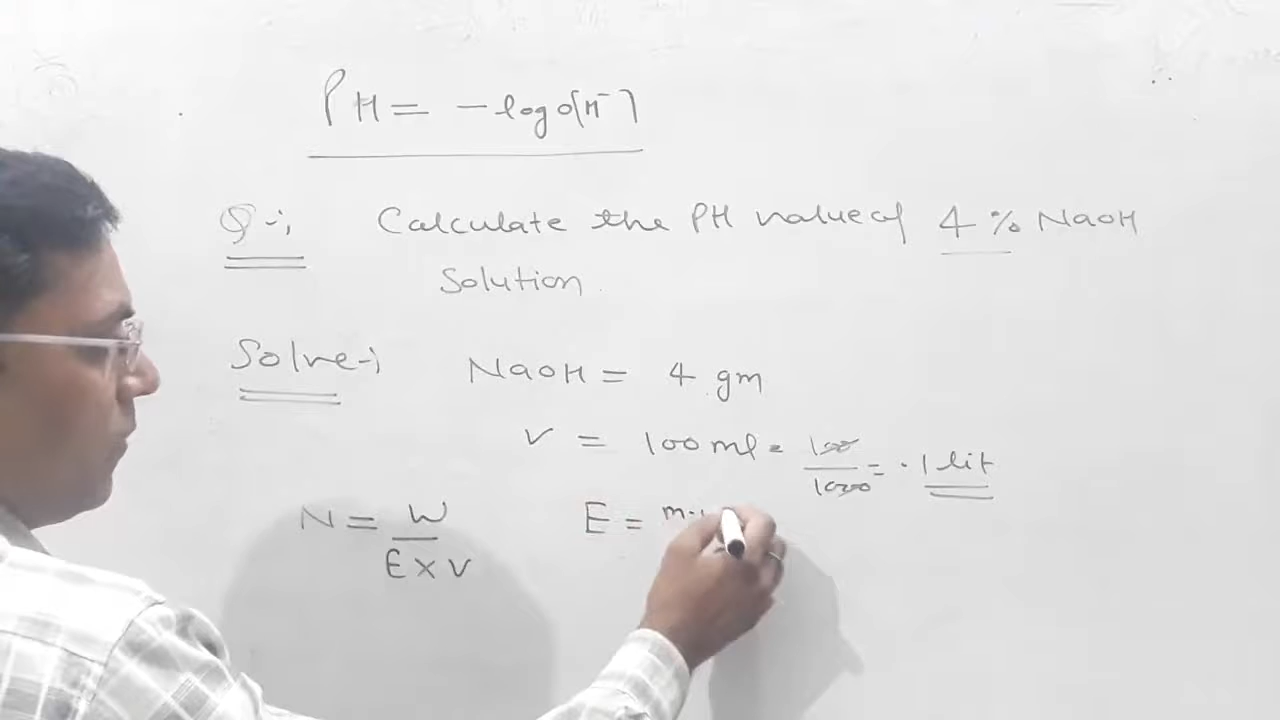 PH = - log [H⁻]
Q-; Calculate the PH value of 4 % NaOH
Solution.
Solve-; NaOH = 4 gm
V = 100 ml = 100/1000 = .1 lit
N = W/E×V E = m.